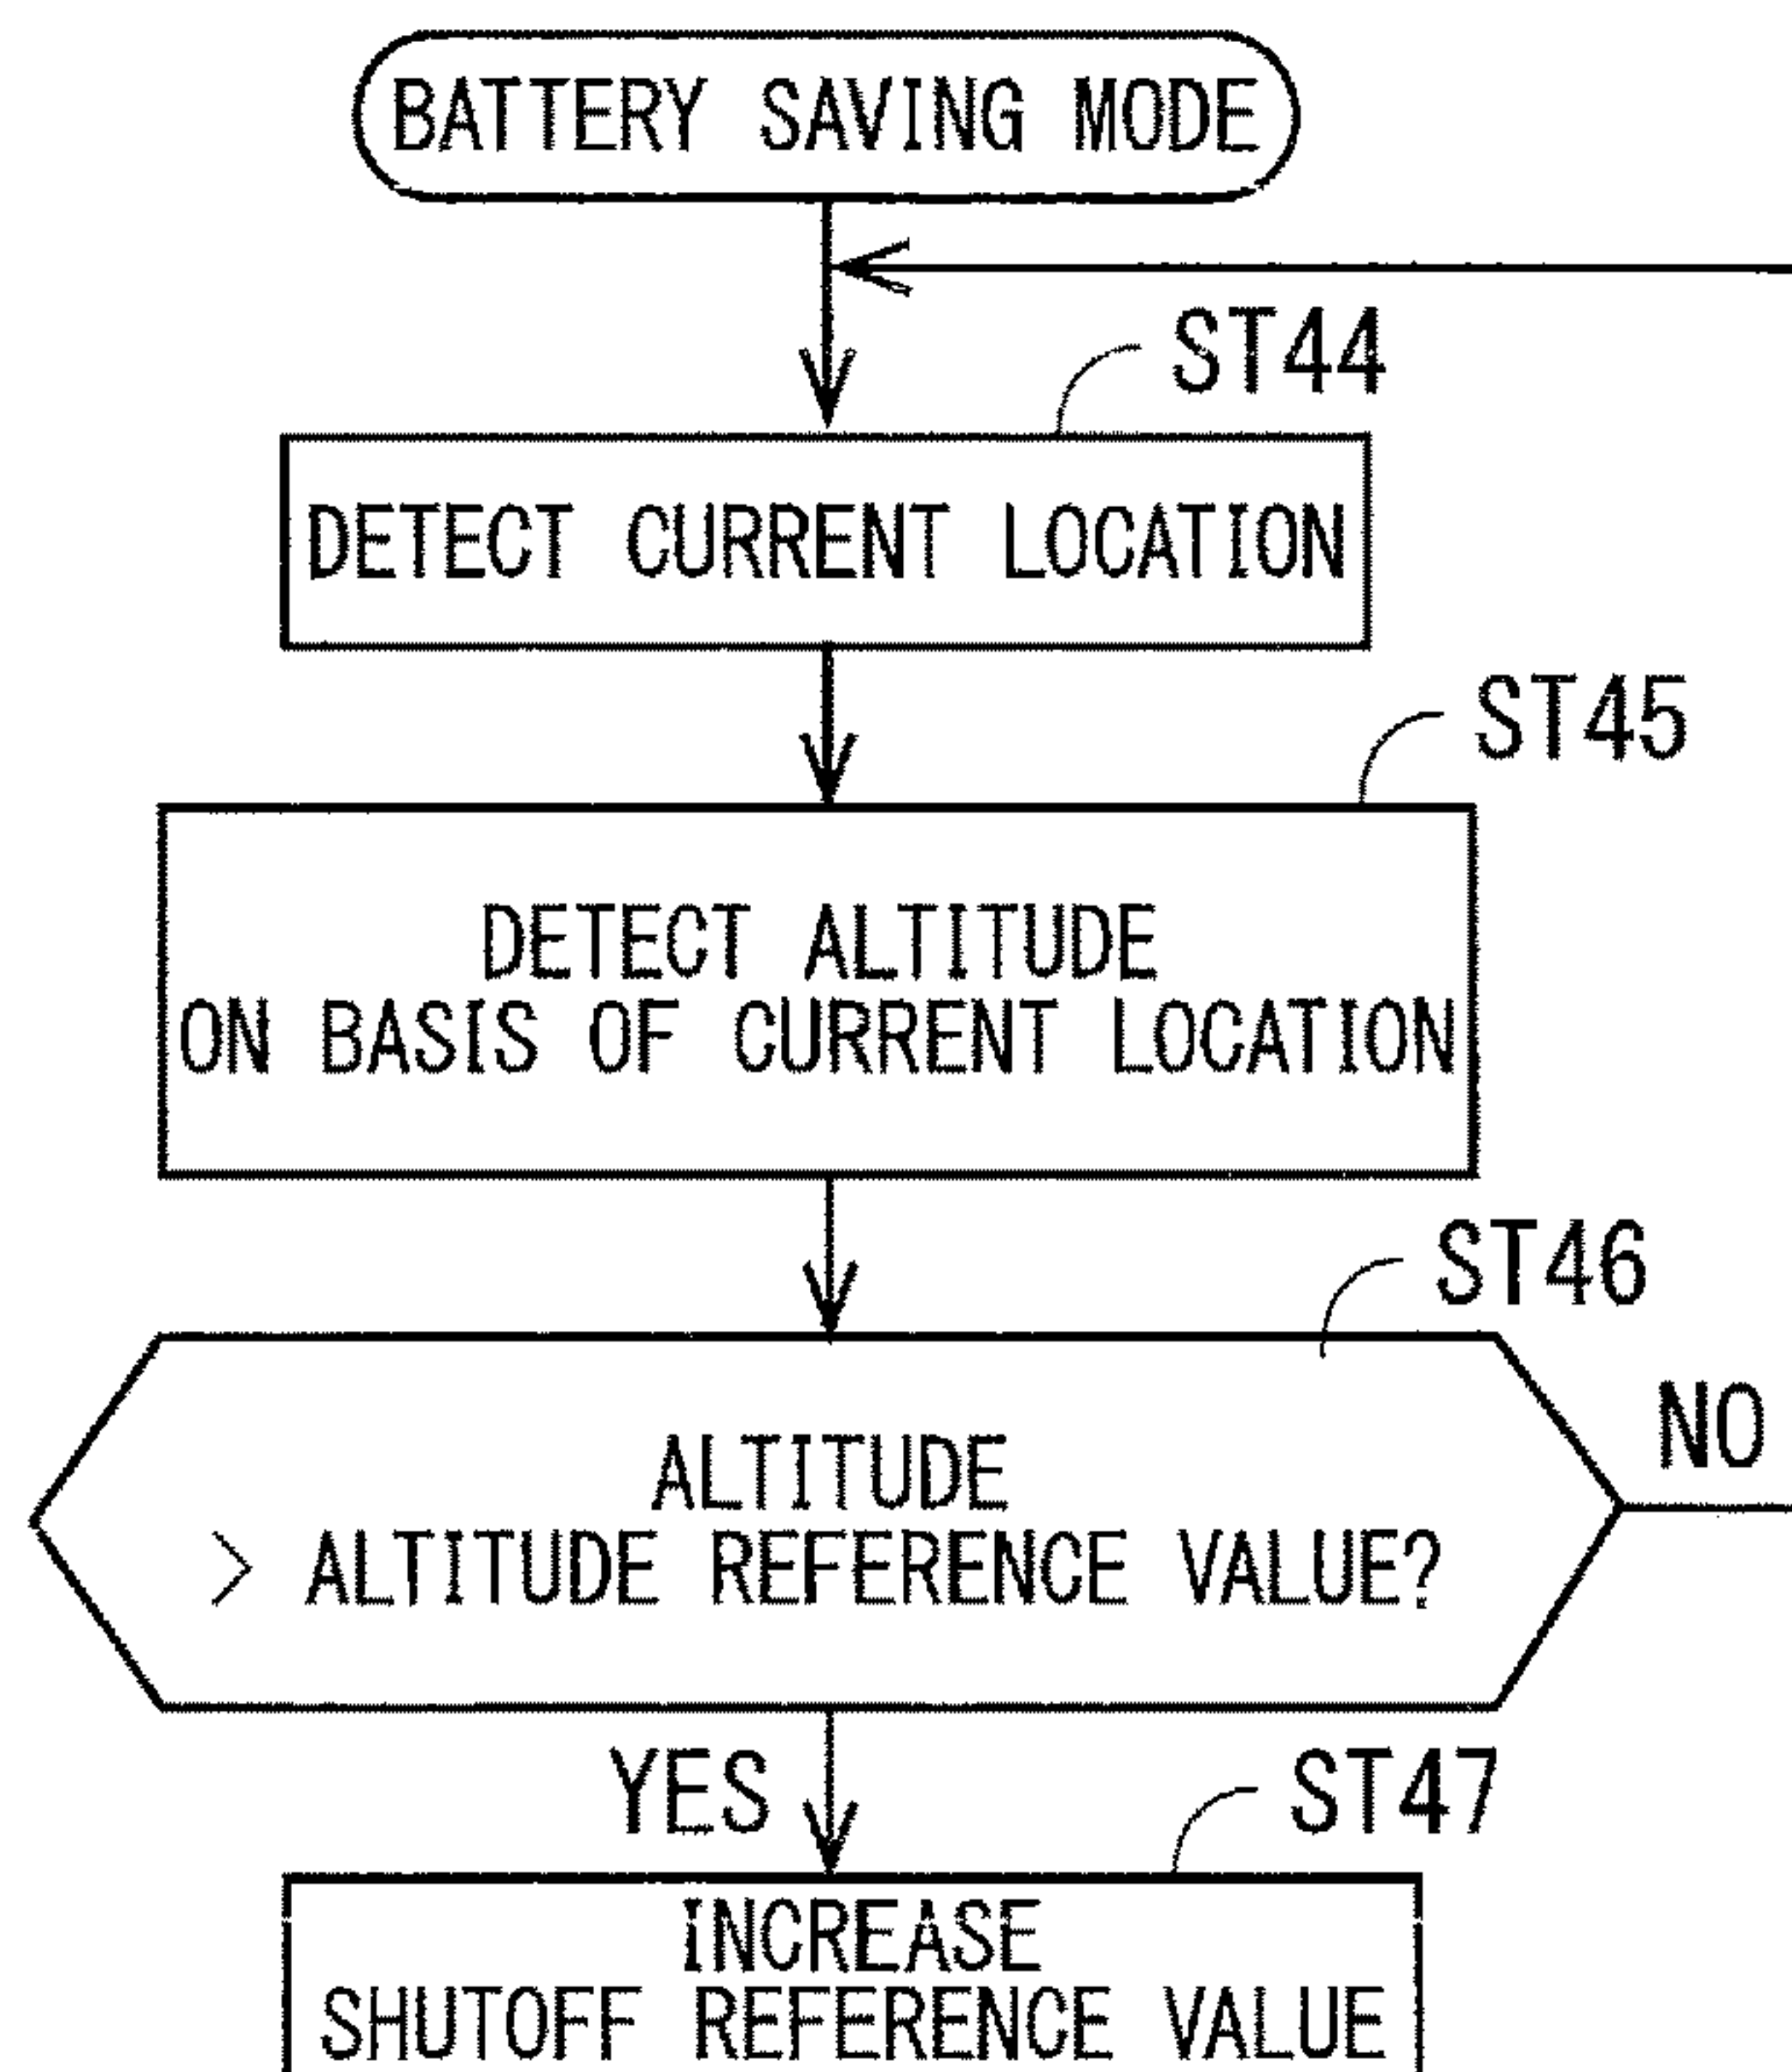 BATTERY SAVING MODE
ST44
DETECT CURRENT LOCATION
ST45
DETECT ALTITUDE
ON BASIS OF CURRENT LOCATION
ST46
ALTITUDE
> ALTITUDE REFERENCE VALUE?
NO
YES
ST47
INCREASE
SHUTOFF REFERENCE VALUE